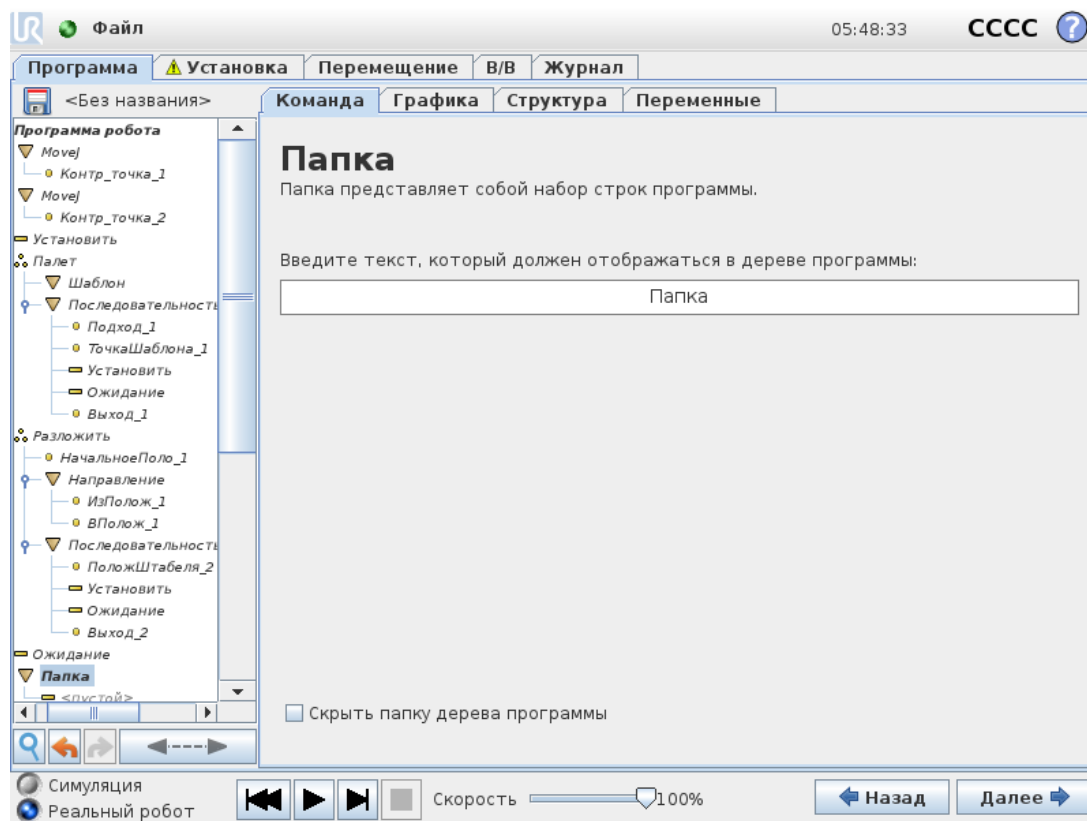 Файл
05:48:33
CCCC
?
Программа
Установка
Перемещение
В/В
Журнал
<Без названия>
Команда
Графика
Структура
Переменные
Программа робота
MoveJ
Контр_точка_1
MoveJ
Контр_точка_2
Установить
Палет
Шаблон
Последовательность
Подход_1
ТочкаШаблона_1
Установить
Ожидание
Выход_1
Разложить
НачальноеПоло_1
Направление
ИзПолож_1
ВПолож_1
Последовательность
ПоложШтабеля_2
Установить
Ожидание
Выход_2
Ожидание
Папка
<пустой>
Папка
Папка представляет собой набор строк программы.
Введите текст, который должен отображаться в дереве программы:
Папка
Скрыть папку дерева программы
Симуляция
Реальный робот
Скорость
100%
Назад
Далее